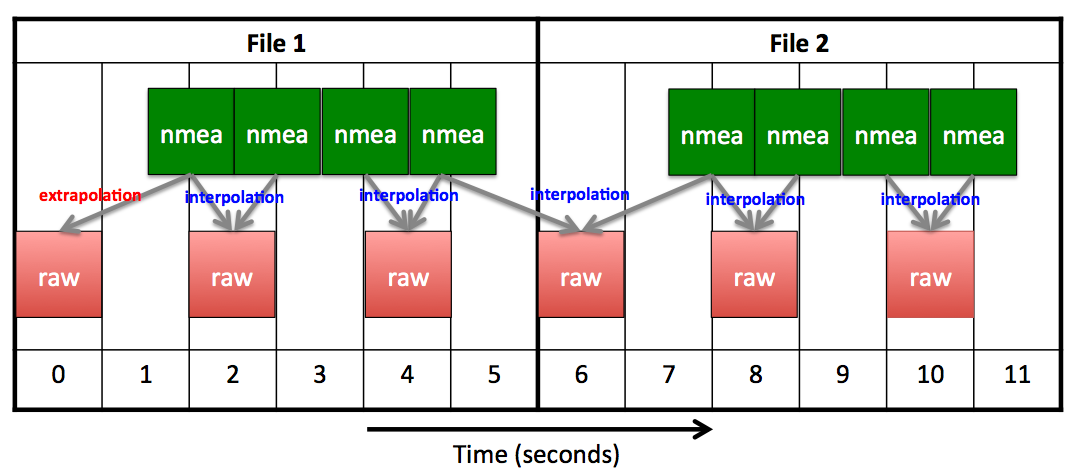 File 1 File 2
nmea nmea nmea nmea nmea nmea nmea nmea
extrapolation interpolation interpolation interpolation interpolation interpolation
raw raw raw raw raw raw
0 1 2 3 4 5 6 7 8 9 10 11
Time (seconds)